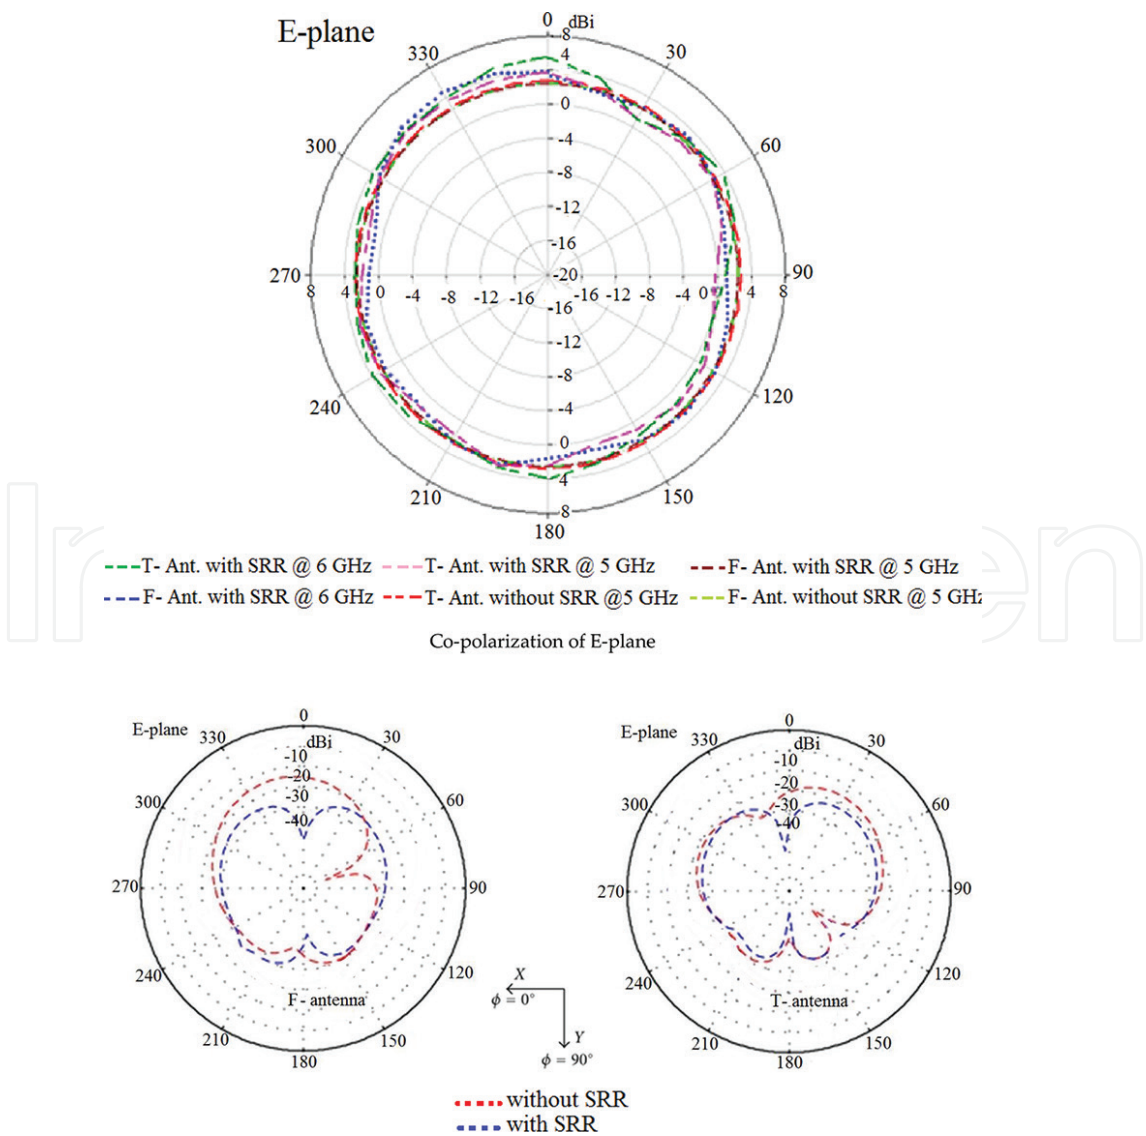 E-plane
0 dBi
8
330 4 30
0
300 -4 60
-8
-12
-16
270 -20 90
8 4 0 -4 -8 -12 -16 -16 -12 -8 -4 0 4 8
-16
-12
-8
240 -4 120
0
210 4 150
8
180
T- Ant. with SRR @ 6 GHz T- Ant. with SRR @ 5 GHz F- Ant. with SRR @ 5 GHz
F- Ant. with SRR @ 6 GHz T- Ant. without SRR @5 GHz F- Ant. without SRR @ 5 GHz
Co-polarization of E-plane
E-plane
0
330 dBi 30
-10
-20
300 -30 60
-40
270 90
240 120
F- antenna
210 150
180
X
ϕ = 0°
Y
ϕ = 90°
E-plane
0
330 dBi 30
-10
-20
300 -30 60
-40
270 90
240 120
T- antenna
210 150
180
without SRR
with SRR